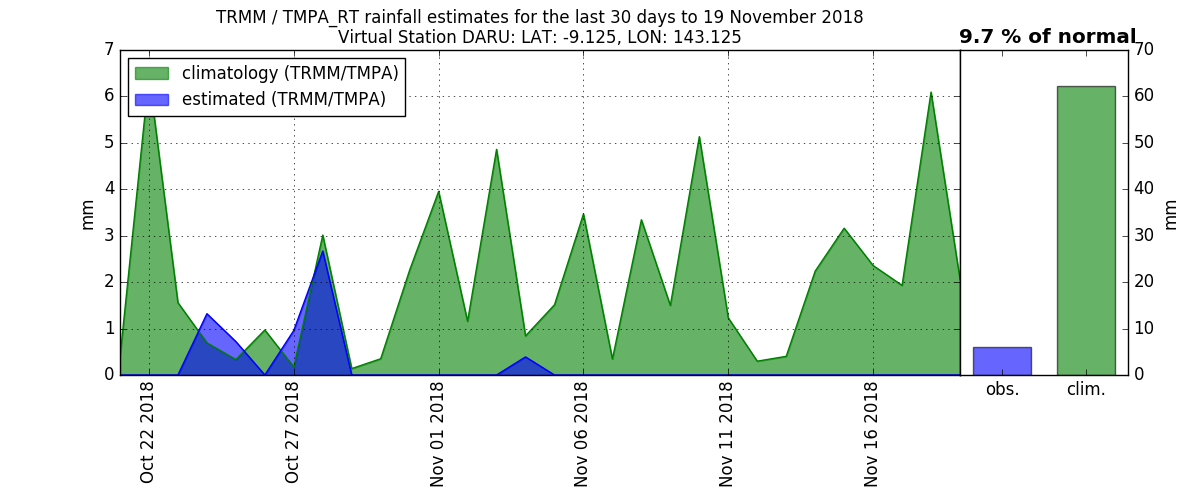 TRMM / TMPA_RT rainfall estimates for the last 30 days to 19 November 2018
Virtual Station DARU: LAT: -9.125, LON: 143.125
9.7 % of normal
climatology (TRMM/TMPA)
estimated (TRMM/TMPA)
7
6
5
4
3
2
1
0
mm
70
60
50
40
30
20
10
0
mm
Oct 22 2018
Oct 27 2018
Nov 01 2018
Nov 06 2018
Nov 11 2018
Nov 16 2018
obs.
clim.